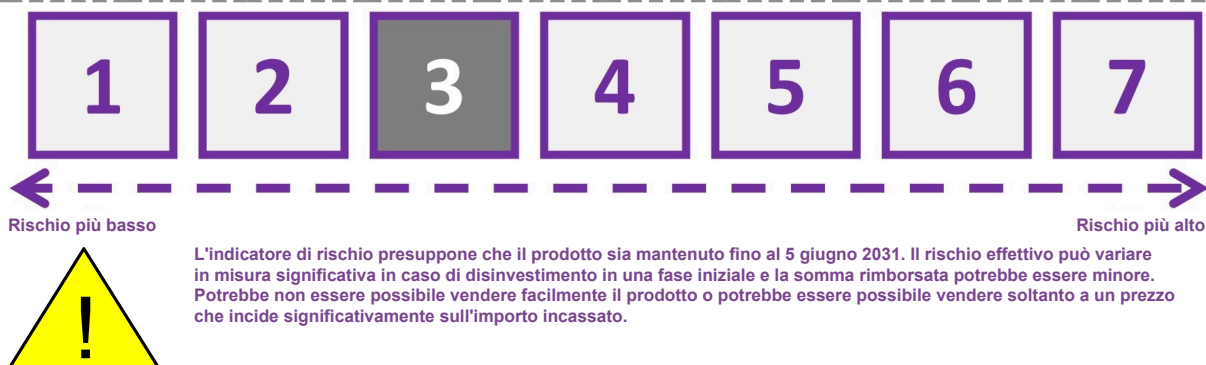 1 2 3 4 5 6 7
Rischio più basso Rischio più alto
L'indicatore di rischio presuppone che il prodotto sia mantenuto fino al 5 giugno 2031. Il rischio effettivo può variare
in misura significativa in caso di disinvestimento in una fase iniziale e la somma rimborsata potrebbe essere minore.
Potrebbe non essere possibile vendere facilmente il prodotto o potrebbe essere possibile vendere soltanto a un prezzo
che incide significativamente sull'importo incassato.
!